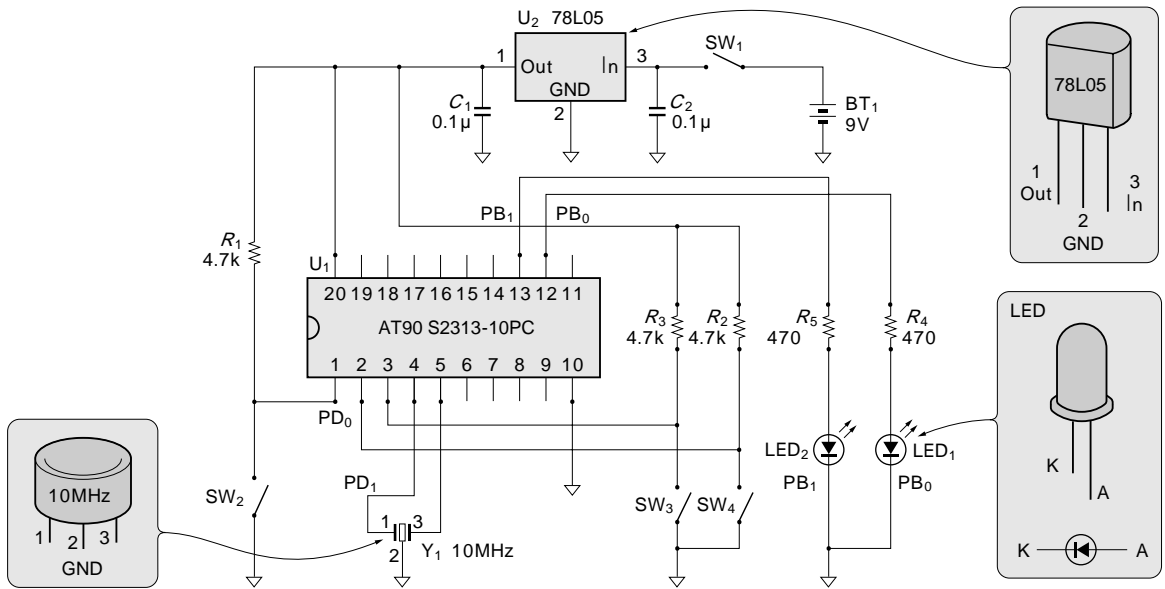 U2 78L05
1 Out In 3
GND
2
SW1
C1
0.1µ
C2
0.1µ
BT1
9V
78L05
1
Out
2
GND
3
In
R1
4.7k
PB1 PB0
U1
20 19 18 17 16 15 14 13 12 11
AT90 S2313-10PC
1 2 3 4 5 6 7 8 9 10
PD0
R3
4.7k
R2
4.7k
R5
470
R4
470
LED
K
A
K A
LED2
PB1
LED1
PB0
10MHz
1 2 3
GND
SW2
PD1
1 3
2
Y1 10MHz
SW3
SW4